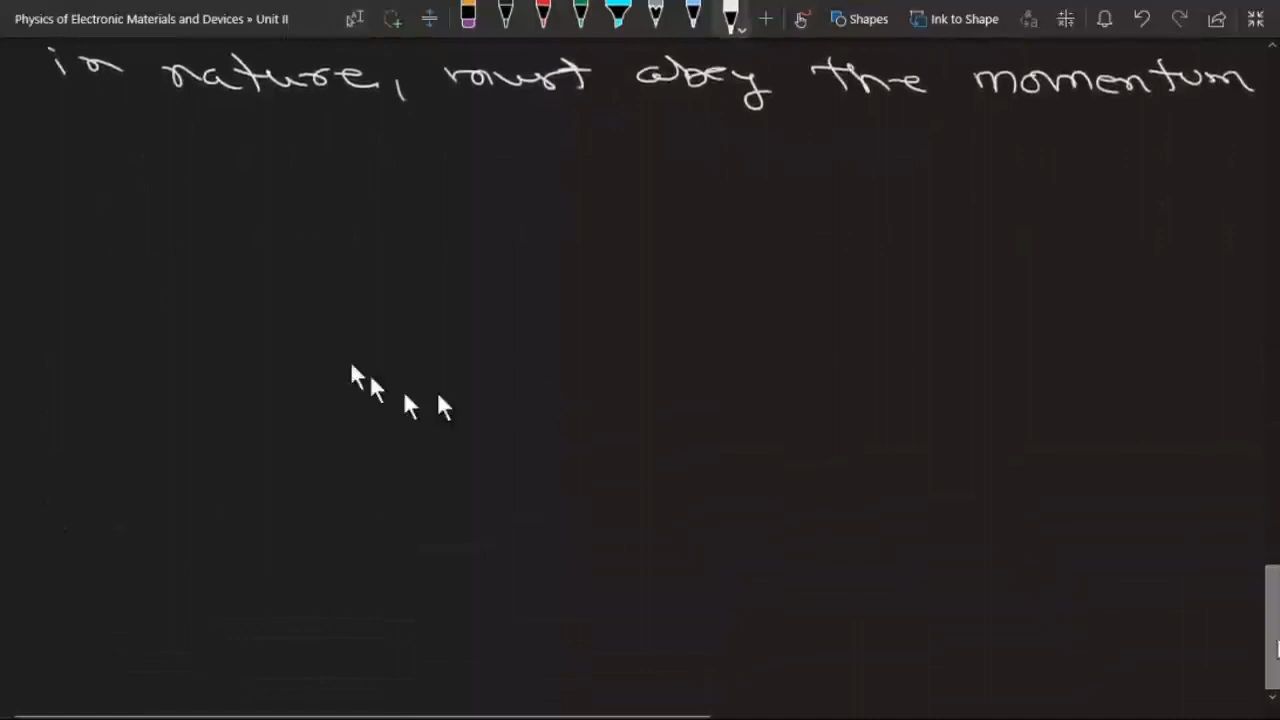 Physics of Electronic Materials and Devices » Unit II
Shapes
Ink to Shape
in nature, must obey the momentum